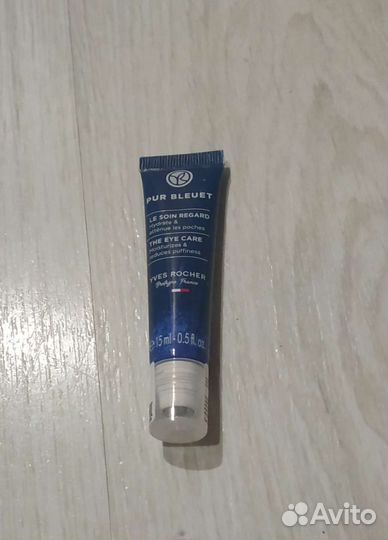 YR
PUR BLEUET
LE SOIN REGARD
Hydrate &
atténue les poches
THE EYE CARE
Moisturizes &
reduces puffiness
YVES ROCHER
Bretagne, France
e 15 ml - 0.5 fl. oz.
Avito